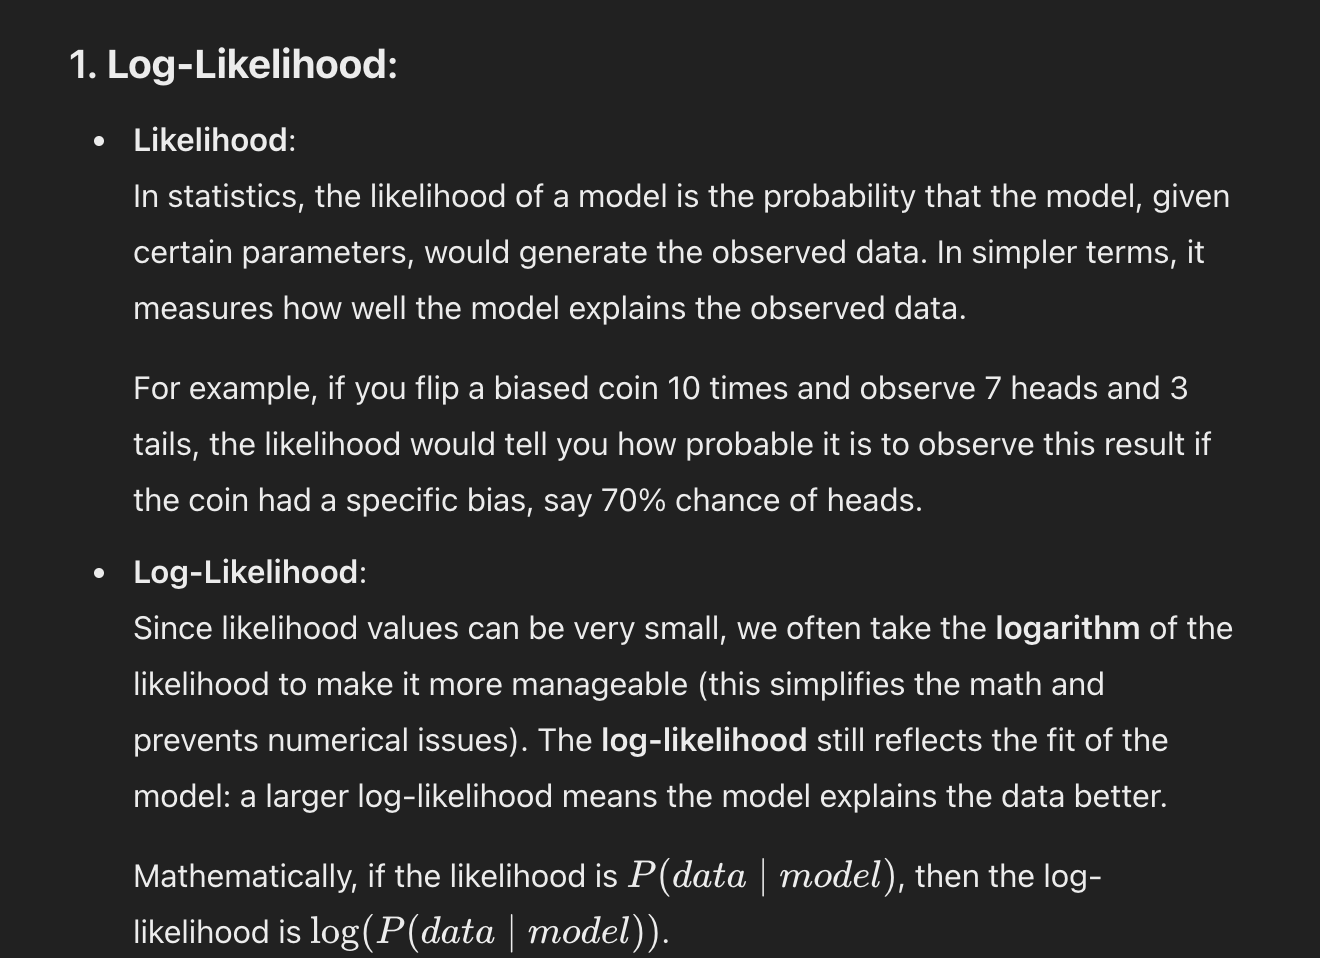 1. Log-Likelihood:
• Likelihood:
In statistics, the likelihood of a model is the probability that the model, given
certain parameters, would generate the observed data. In simpler terms, it
measures how well the model explains the observed data.
For example, if you flip a biased coin 10 times and observe 7 heads and 3
tails, the likelihood would tell you how probable it is to observe this result if
the coin had a specific bias, say 70% chance of heads.
• Log-Likelihood:
Since likelihood values can be very small, we often take the logarithm of the
likelihood to make it more manageable (this simplifies the math and
prevents numerical issues). The log-likelihood still reflects the fit of the
model: a larger log-likelihood means the model explains the data better.
Mathematically, if the likelihood is P(data | model), then the log-
likelihood is log(P(data | model)).